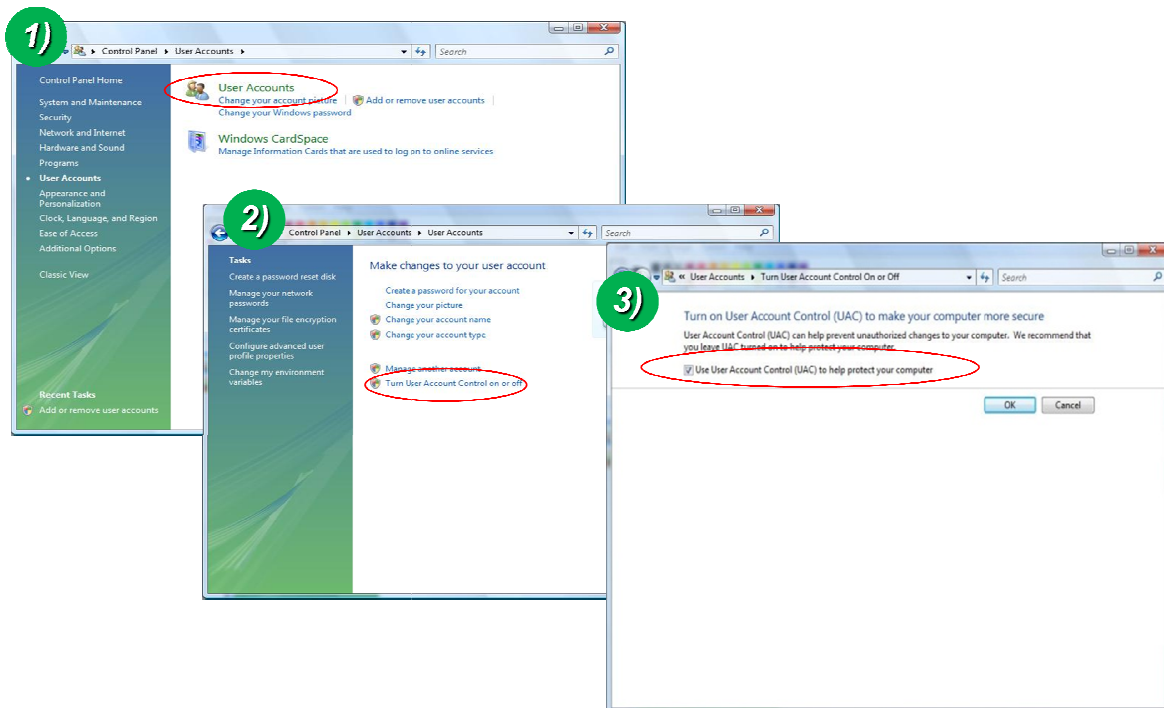 1)
Control Panel User Accounts
Search
Control Panel Home
System and Maintenance
Security
Network and Internet
Hardware and Sound
Programs
User Accounts
Appearance and
Personalization
Clock, Language, and Region
Ease of Access
Additional Options
Classic View
Recent Tasks
Add or remove user accounts
User Accounts
Change your account picture Add or remove user accounts
Change your Windows password
Windows CardSpace
Manage Information Cards that are used to log on to online services
2)
Control Panel User Accounts User Accounts
Search
Tasks
Create a password reset disk
Manage your network
passwords
Manage your file encryption
certificates
Configure advanced user
profile properties
Change my environment
variables
Make changes to your user account
Create a password for your account
Change your picture
Change your account name
Change your account type
Manage another account
Turn User Account Control on or off
3)
« User Accounts Turn User Account Control On or Off
Search
Turn on User Account Control (UAC) to make your computer more secure
User Account Control (UAC) can help prevent unauthorized changes to your computer. We recommend that
you leave UAC turned on to help protect your computer.
Use User Account Control (UAC) to help protect your computer
OK Cancel